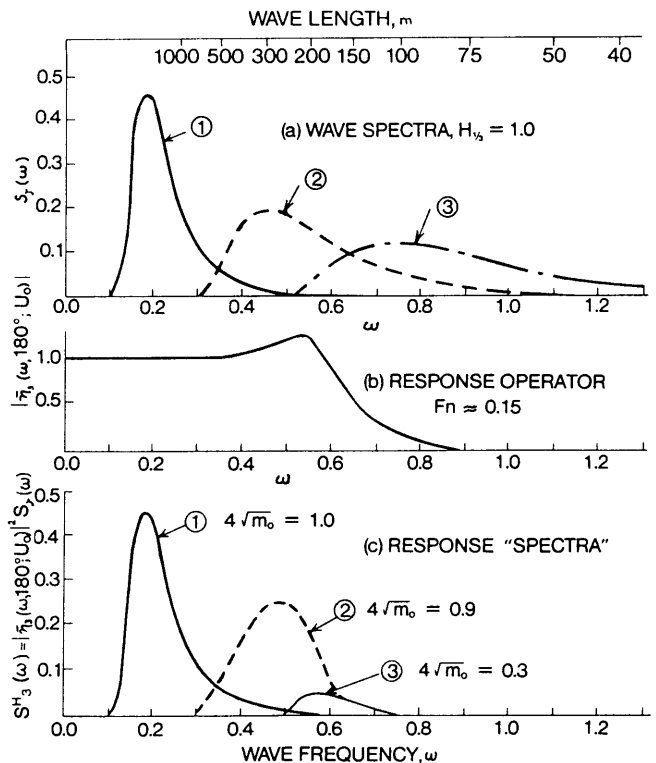 WAVE LENGTH, m
1000 500 300 200 150 100 75 50 40
0.5
0.4
0.3
0.2
0.1
S_ζ(ω)
①
②
③
(a) WAVE SPECTRA, H⅓ = 1.0
0.0 0.2 0.4 0.6 0.8 1.0 1.2
ω
|η̄₃(ω,180°; U₀)|
1.0
0.5
(b) RESPONSE OPERATOR
Fn ≈ 0.15
0.0 0.2 0.4 0.6 0.8 1.0 1.2
ω
S^H_3(ω) = |η̄₃(ω,180°; U₀)|² S_ζ(ω)
0.5
0.4
0.3
0.2
0.1
① 4√m₀ = 1.0
(c) RESPONSE "SPECTRA"
② 4√m₀ = 0.9
③ 4√m₀ = 0.3
0.0 0.2 0.4 0.6 0.8 1.0 1.2
WAVE FREQUENCY, ω